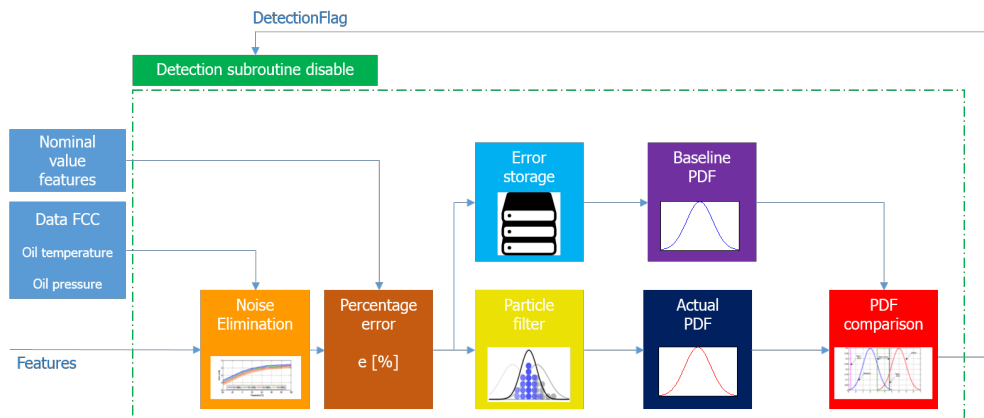 DetectionFlag
Detection subroutine disable
Nominal
value
features
Error
storage
Baseline
PDF
Data FCC
Oil temperature
Oil pressure
Noise
Elimination
Percentage
error
e [%]
Particle
filter
Actual
PDF
PDF
comparison
Features